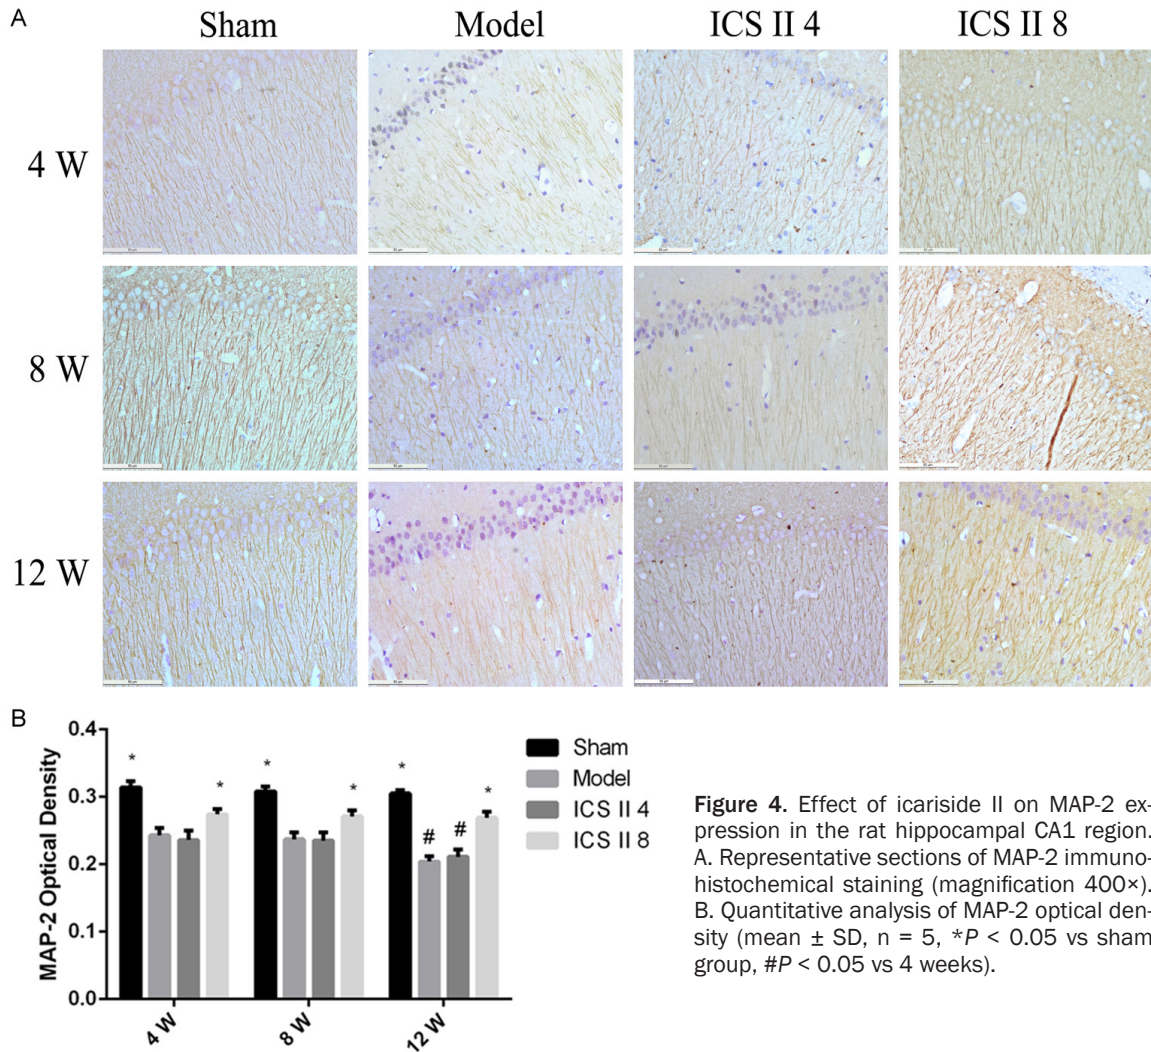 A
Sham Model ICS II 4 ICS II 8
4 W
8 W
12 W
B
MAP-2 Optical Density
0.4
0.3
0.2
0.1
0.0
* * * * * # # *
4 W 8 W 12 W
Sham
Model
ICS II 4
ICS II 8
Figure 4. Effect of icariside II on MAP-2 ex-
pression in the rat hippocampal CA1 region.
A. Representative sections of MAP-2 immuno-
histochemical staining (magnification 400×).
B. Quantitative analysis of MAP-2 optical den-
sity (mean ± SD, n = 5, *P < 0.05 vs sham
group, #P < 0.05 vs 4 weeks).